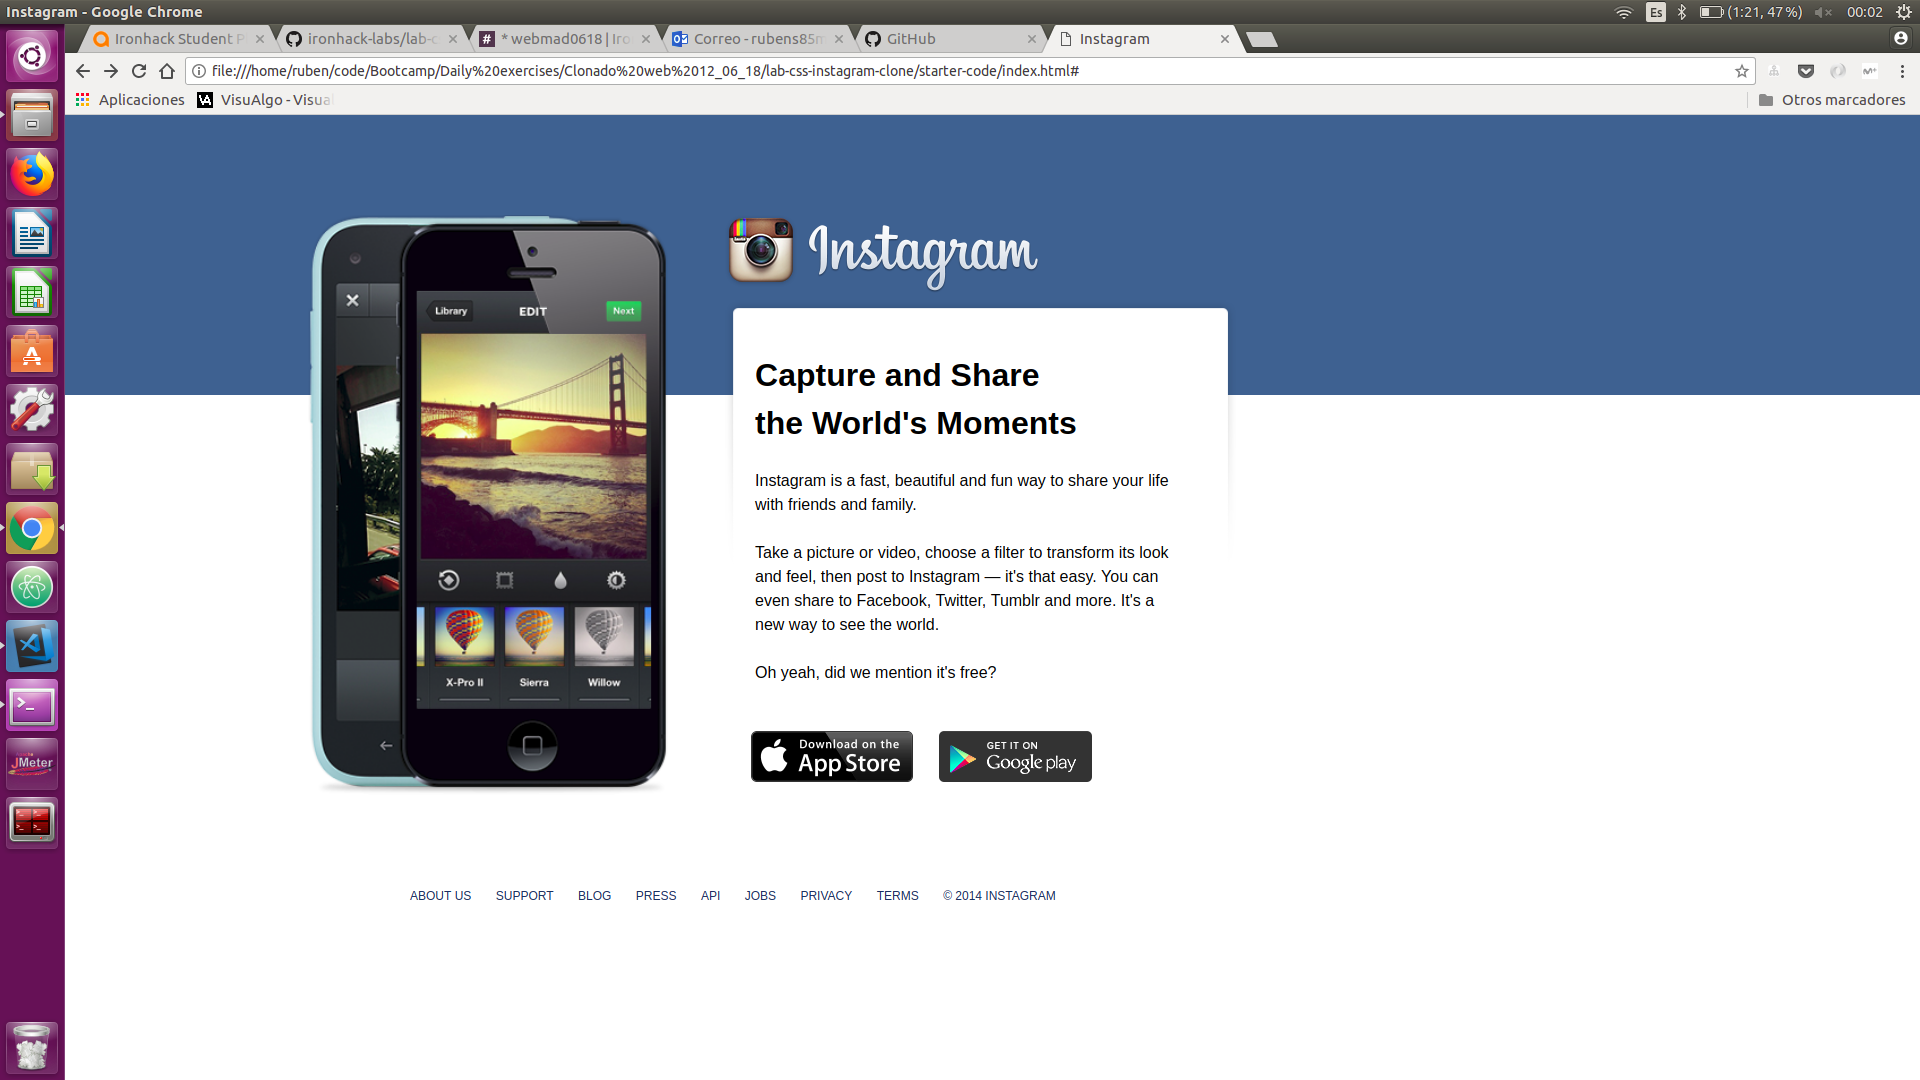 Instagram - Google Chrome
Es
(1:21, 47 %)
00:02
Ironhack Student P
ironhack-labs/lab-c
* webmad0618 | Iro
Correo - rubens85m
GitHub
Instagram
file:///home/ruben/code/Bootcamp/Daily%20exercises/Clonado%20web%2012_06_18/lab-css-instagram-clone/starter-code/index.html#
Aplicaciones
VA
VisuAlgo - Visual
Otros marcadores
Instagram
Library
EDIT
Next
Capture and Share
the World's Moments
Instagram is a fast, beautiful and fun way to share your life
with friends and family.
Take a picture or video, choose a filter to transform its look
and feel, then post to Instagram — it's that easy. You can
even share to Facebook, Twitter, Tumblr and more. It's a
new way to see the world.
Oh yeah, did we mention it's free?
X-Pro II
Sierra
Willow
Download on the
App Store
GET IT ON
Google play
JMeter
ABOUT US SUPPORT BLOG PRESS API JOBS PRIVACY TERMS © 2014 INSTAGRAM